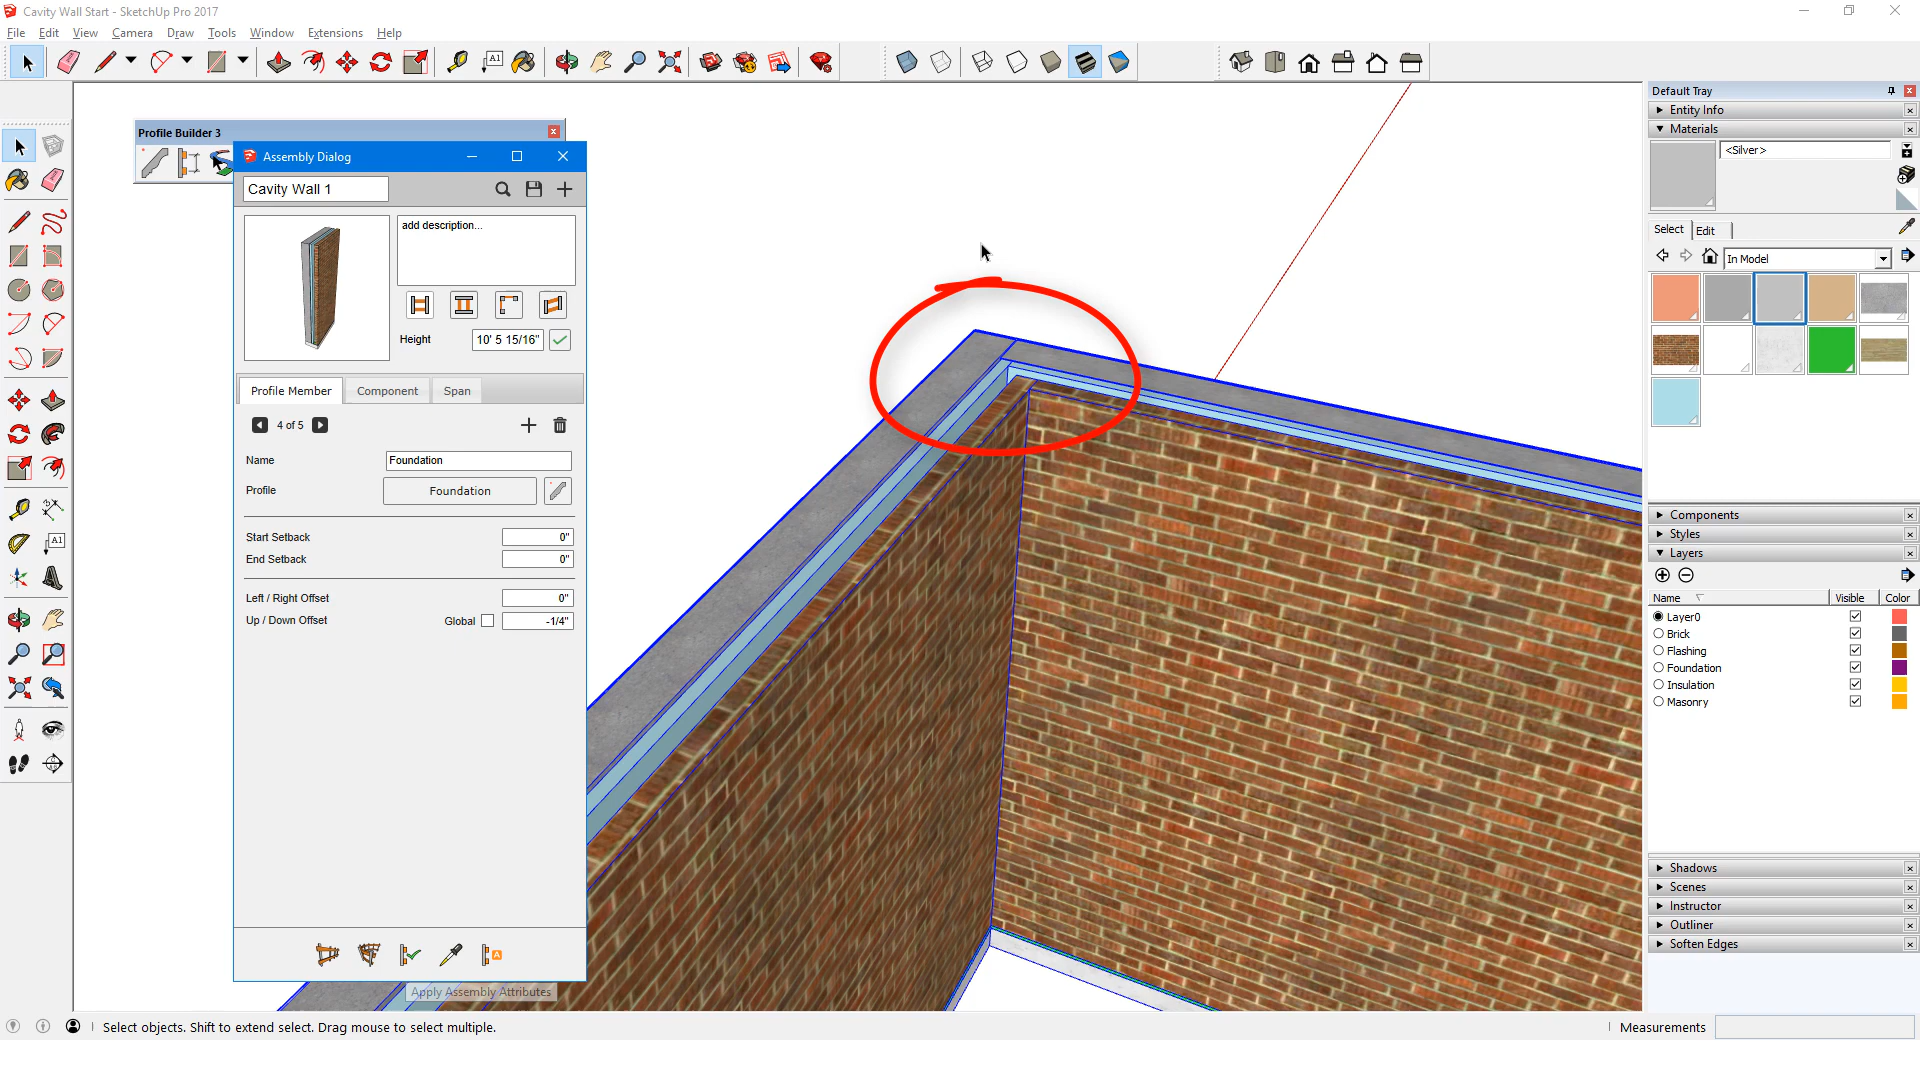 Cavity Wall Start - SketchUp Pro 2017
File Edit View Camera Draw Tools Window Extensions Help
A1
Default Tray
Entity Info
Materials
<Silver>
Select Edit
In Model
Components
Styles
Layers
Name Visible Color
Layer0
Brick
Flashing
Foundation
Insulation
Masonry
Shadows
Scenes
Instructor
Outliner
Soften Edges
A1
Profile Builder 3
Assembly Dialog
Cavity Wall 1
add description...
Height 10' 5 15/16"
Profile Member Component Span
4 of 5
Name Foundation
Profile Foundation
Start Setback 0"
End Setback 0"
Left / Right Offset 0"
Up / Down Offset Global -1/4"
A
Apply Assembly Attributes
Select objects. Shift to extend select. Drag mouse to select multiple.
Measurements